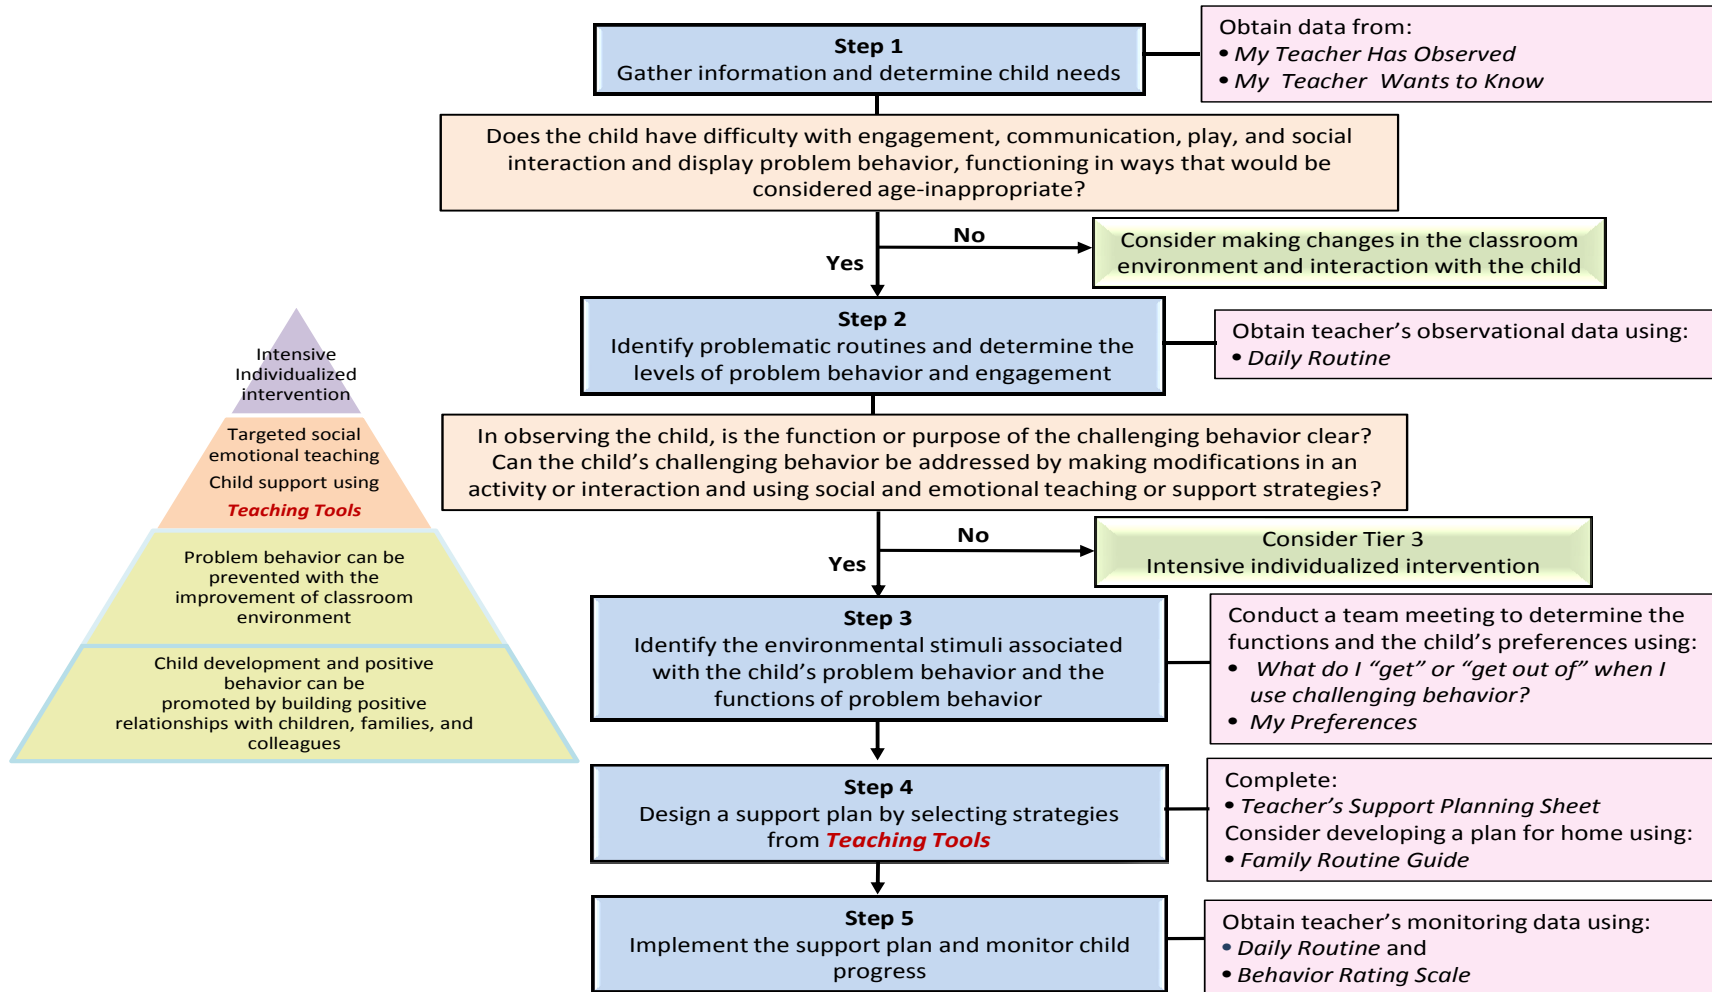 Step 1
Gather information and determine child needs
Obtain data from:
• My Teacher Has Observed
• My Teacher Wants to Know
Does the child have difficulty with engagement, communication, play, and social
interaction and display problem behavior, functioning in ways that would be
considered age-inappropriate?
No
Yes
Consider making changes in the classroom
environment and interaction with the child
Step 2
Identify problematic routines and determine the
levels of problem behavior and engagement
Obtain teacher's observational data using:
• Daily Routine
In observing the child, is the function or purpose of the challenging behavior clear?
Can the child's challenging behavior be addressed by making modifications in an
activity or interaction and using social and emotional teaching or support strategies?
No
Yes
Consider Tier 3
Intensive individualized intervention
Step 3
Identify the environmental stimuli associated
with the child's problem behavior and the
functions of problem behavior
Conduct a team meeting to determine the
functions and the child's preferences using:
• What do I "get" or "get out of" when I
use challenging behavior?
• My Preferences
Step 4
Design a support plan by selecting strategies
from Teaching Tools
Complete:
• Teacher's Support Planning Sheet
Consider developing a plan for home using:
• Family Routine Guide
Step 5
Implement the support plan and monitor child
progress
Obtain teacher's monitoring data using:
• Daily Routine and
• Behavior Rating Scale
Intensive
Individualized
intervention
Targeted social
emotional teaching
Child support using
Teaching Tools
Problem behavior can be
prevented with the
improvement of classroom
environment
Child development and positive
behavior can be
promoted by building positive
relationships with children, families, and
colleagues